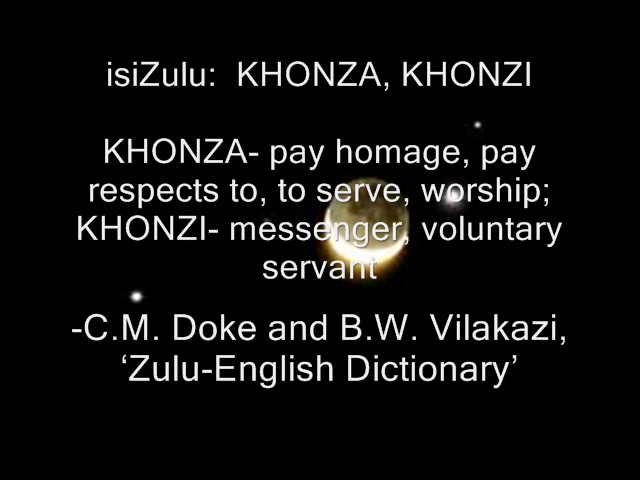 isiZulu:  KHONZA, KHONZI
KHONZA- pay homage, pay
respects to, to serve, worship;
KHONZI- messenger, voluntary
servant
-C.M. Doke and B.W. Vilakazi,
‘Zulu-English Dictionary’